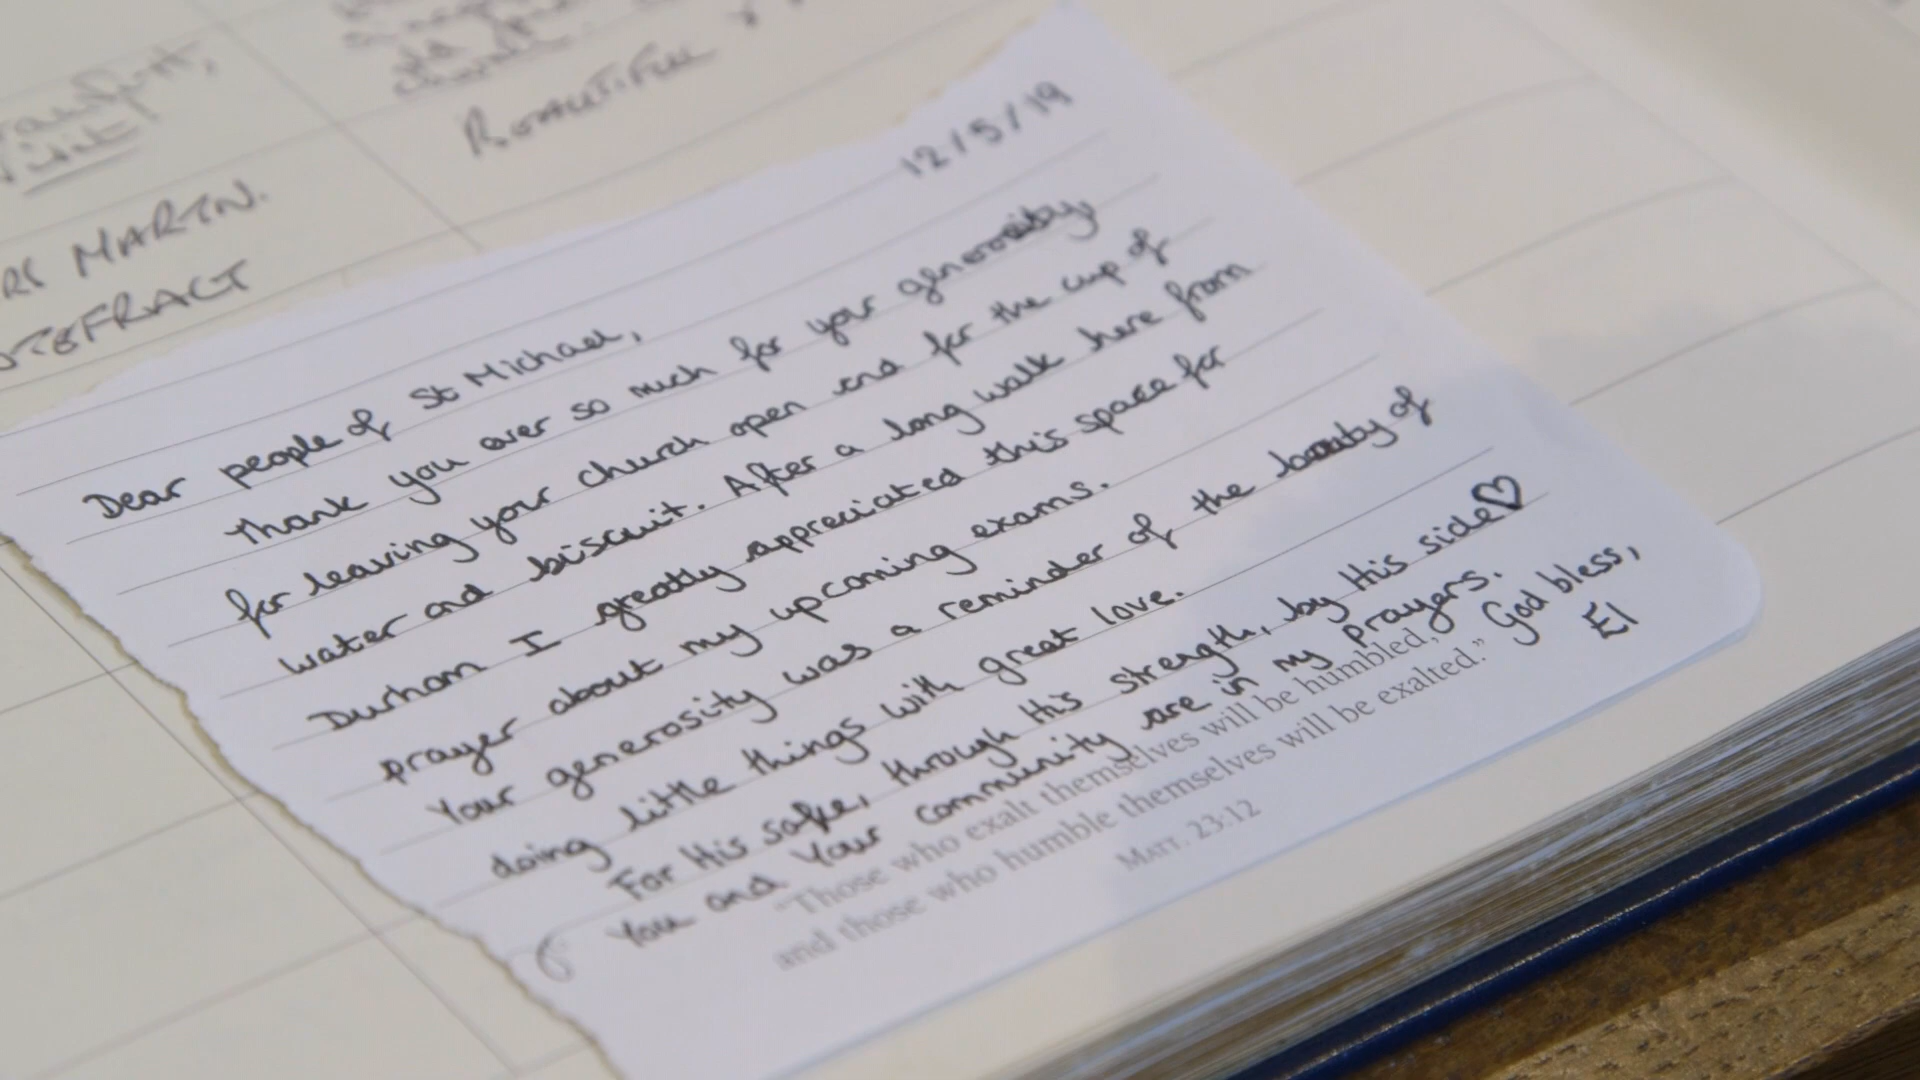 BEAUTIFUL
MARTIN.
12/5/19
Dear people of St Michael,
Thank you ever so much for your generosity,
for leaving your church open and for the cup of
water and biscuit. After a long walk here from
Durham I greatly appreciated this space for
prayer about my upcoming exams.
Your generosity was a reminder of the beauty of
doing little things with great love.
For His sake, through His strength, by His side♡
You and Your community are in my prayers.
God bless,
El
"Those who exalt themselves will be humbled,
and those who humble themselves will be exalted."
MATT. 23:12